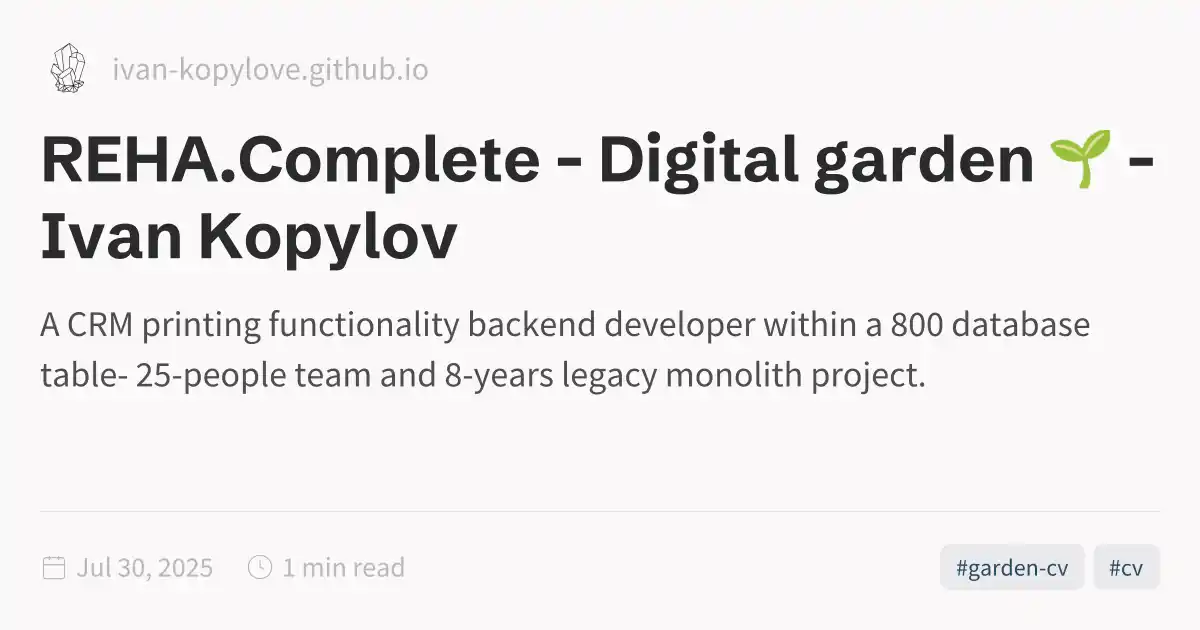 ivan-kopylove.github.io
REHA.Complete - Digital garden 🌱 -
Ivan Kopylov
A CRM printing functionality backend developer within a 800 database
table- 25-people team and 8-years legacy monolith project.
Jul 30, 2025 1 min read #garden-cv #cv